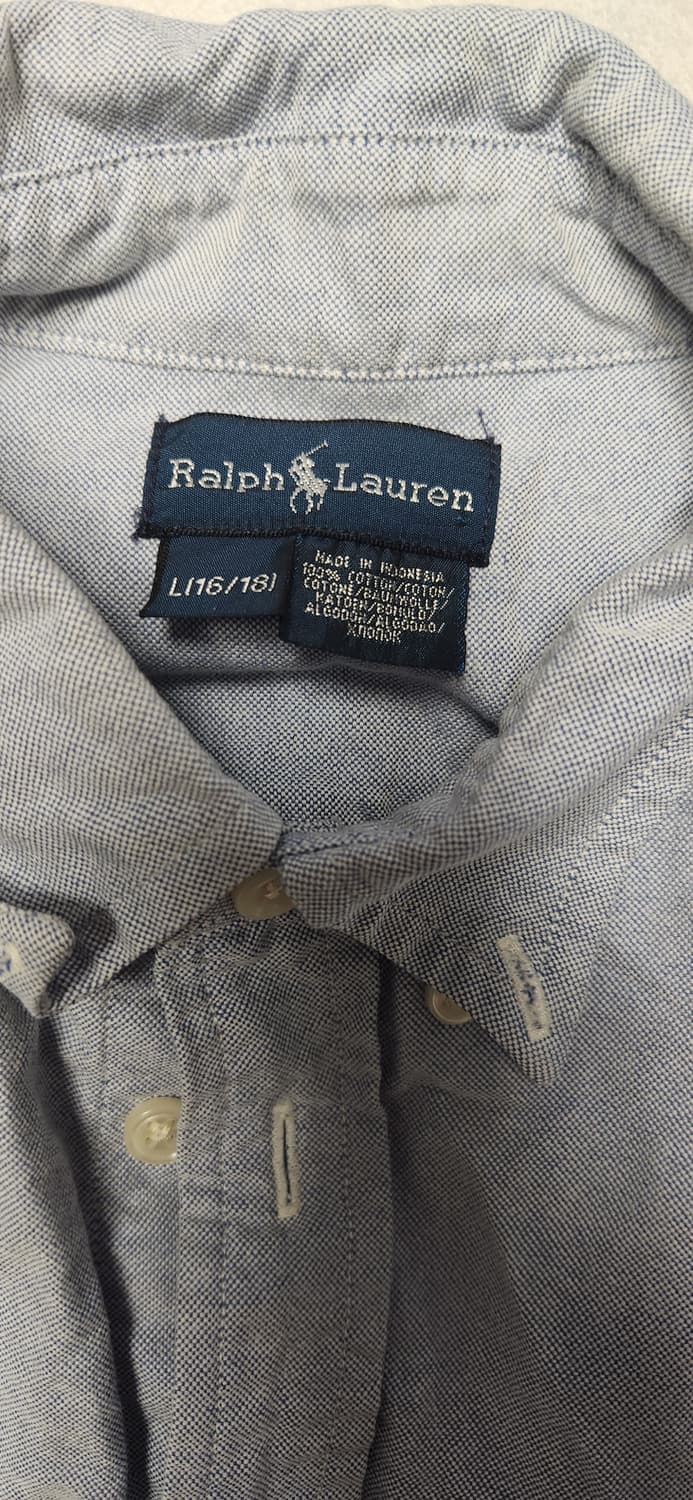 Ralph Lauren
L(16/18)
MADE IN INDONESIA
100% COTTON/COTON/
COTONE/BAUMWOLLE/
KATOEN/BOMULD/
ALGODON/ALGODAO/
ХЛОПОК